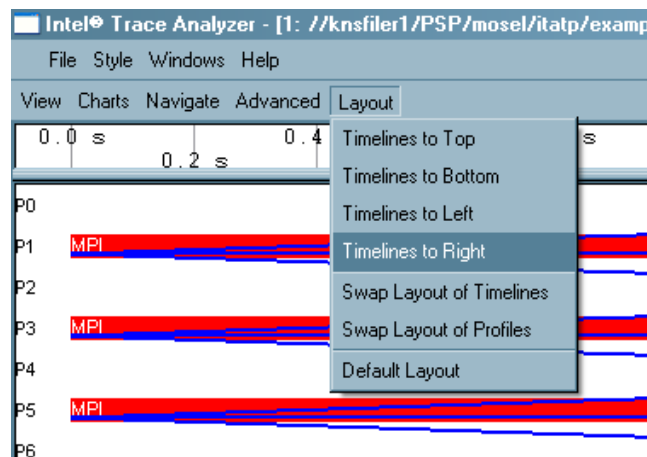 Intel® Trace Analyzer - [1: //knsfiler1/PSP/mosel/itatp/examp
File Style Windows Help
View Charts Navigate Advanced Layout
0.0 s 0.4 s
0.2 s
Timelines to Top
Timelines to Bottom
Timelines to Left
Timelines to Right
Swap Layout of Timelines
Swap Layout of Profiles
Default Layout
P0
P1 MPI
P2
P3 MPI
P4
P5 MPI
P6